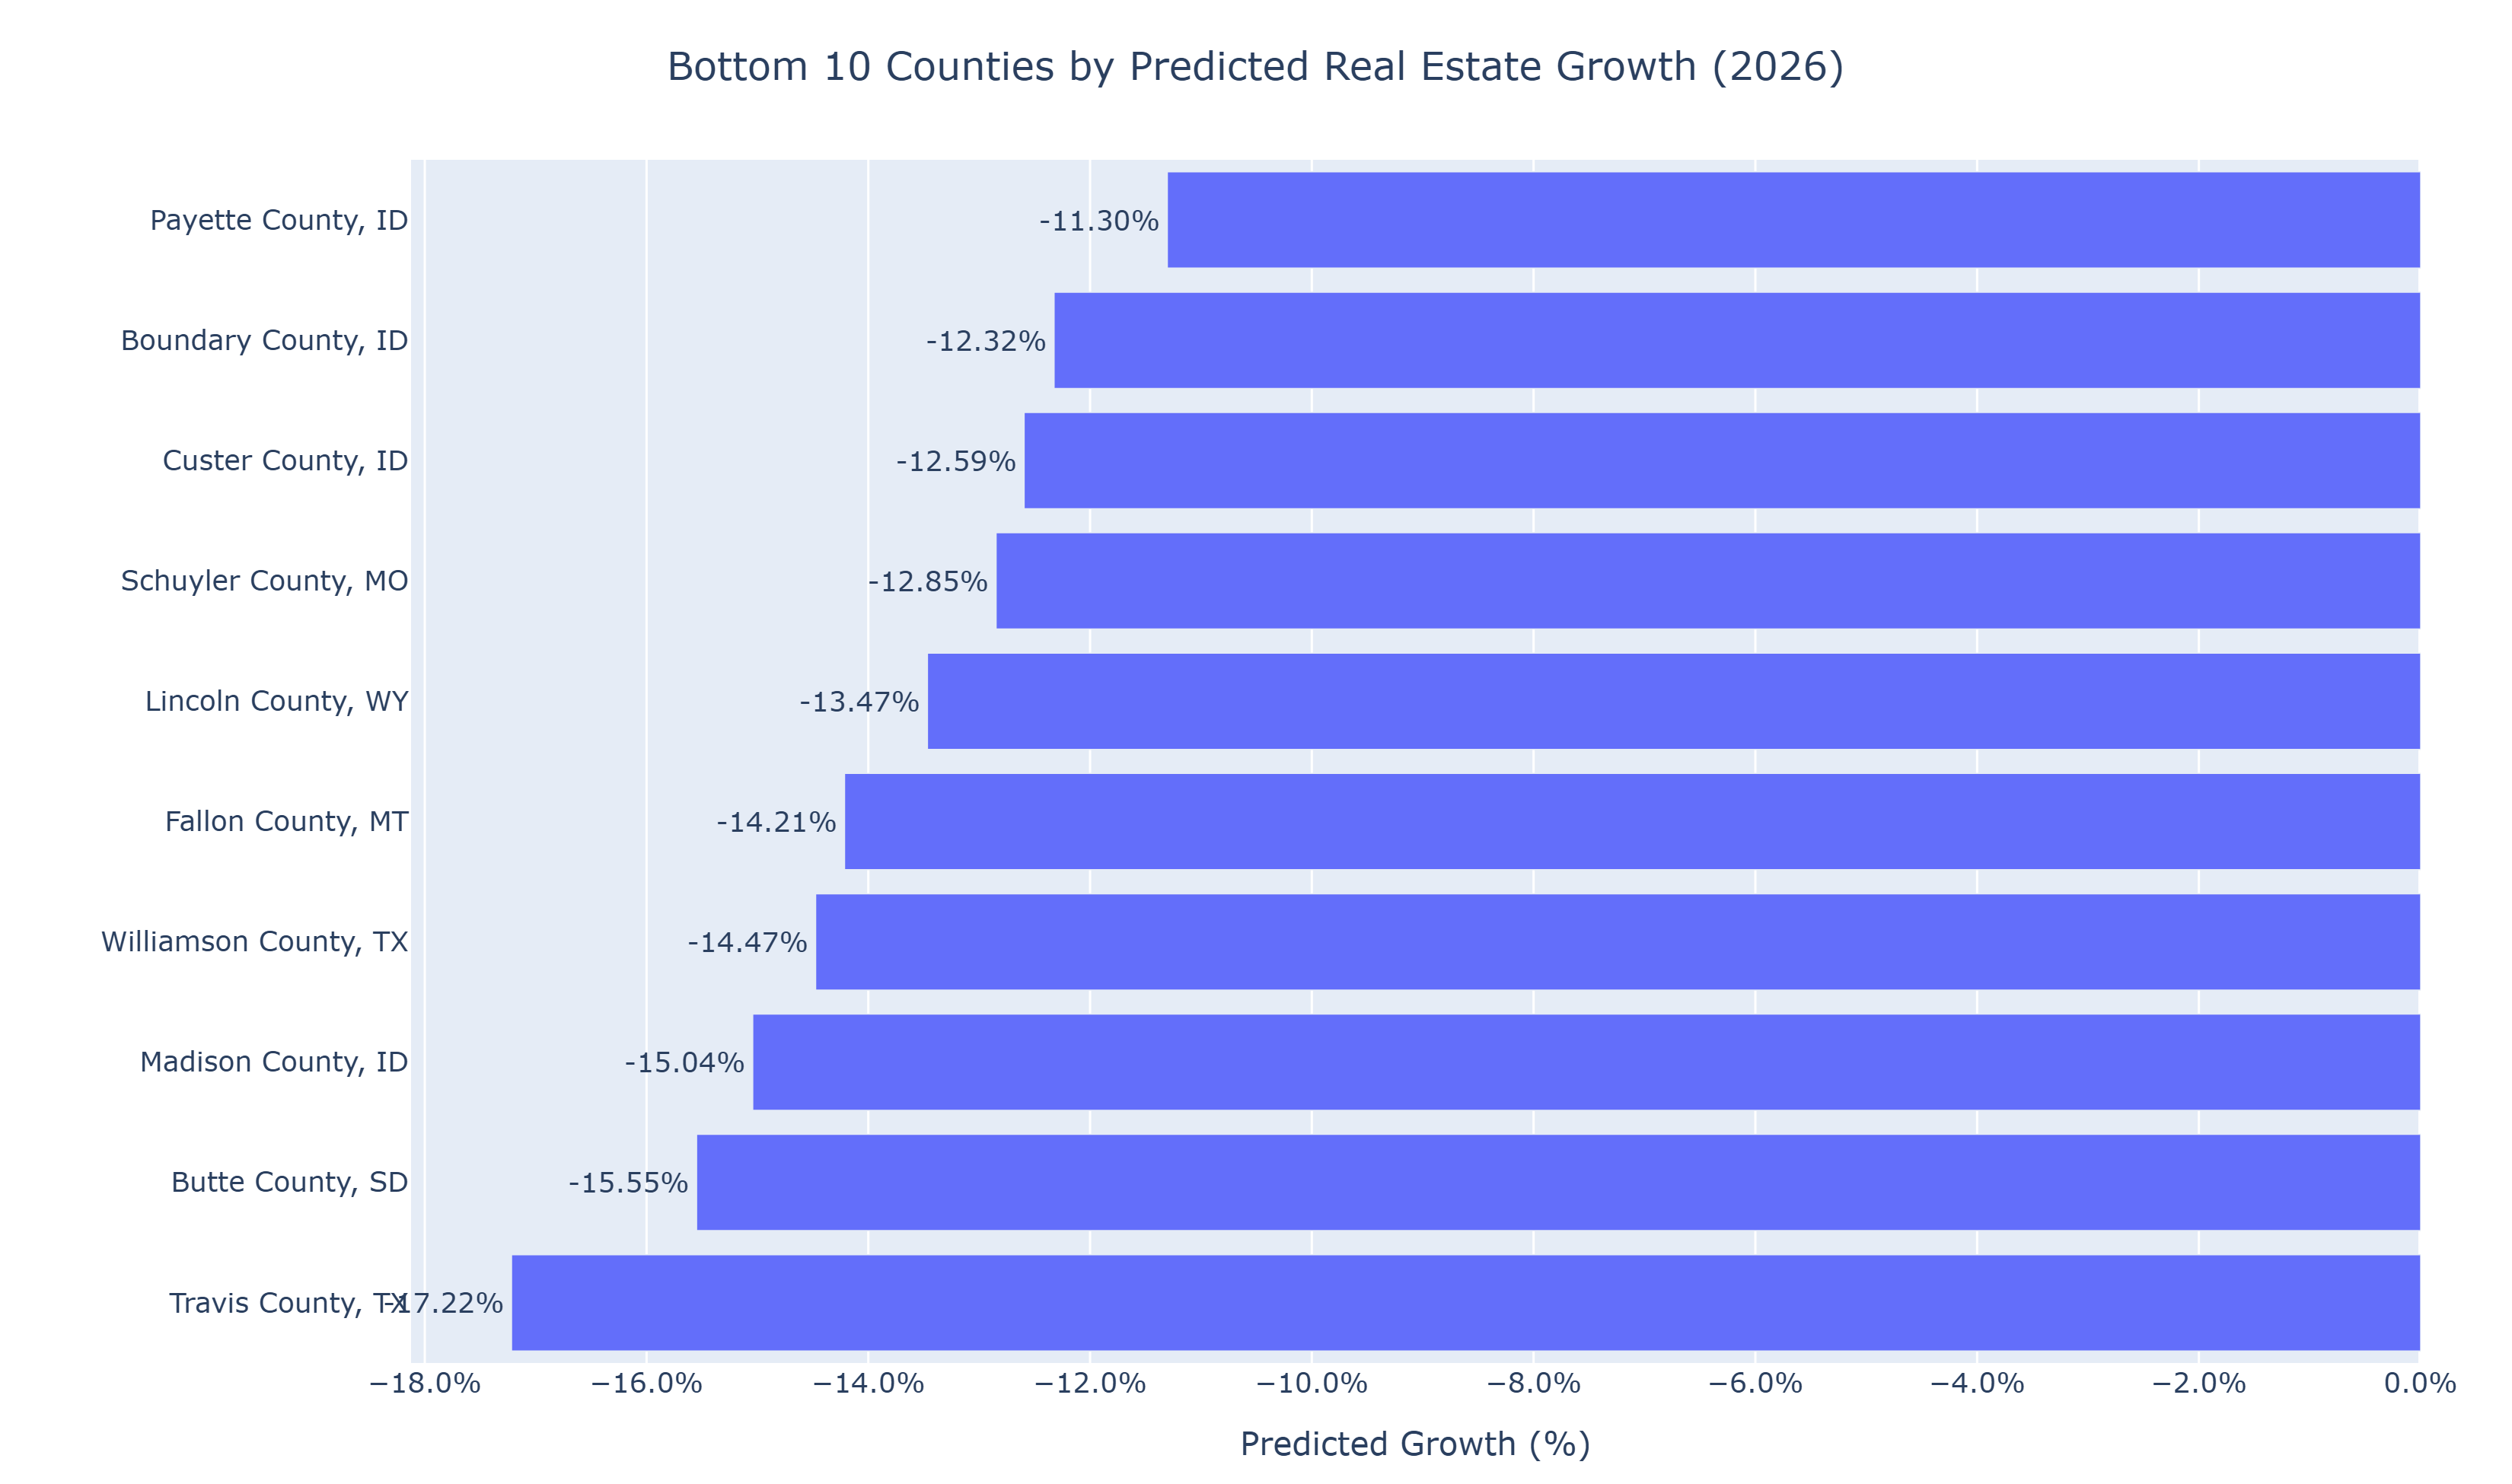 Bottom 10 Counties by Predicted Real Estate Growth (2026)
Payette County, ID -11.30%
Boundary County, ID -12.32%
Custer County, ID -12.59%
Schuyler County, MO -12.85%
Lincoln County, WY -13.47%
Fallon County, MT -14.21%
Williamson County, TX -14.47%
Madison County, ID -15.04%
Butte County, SD -15.55%
Travis County, TX -17.22%
−18.0% −16.0% −14.0% −12.0% −10.0% −8.0% −6.0% −4.0% −2.0% 0.0%
Predicted Growth (%)